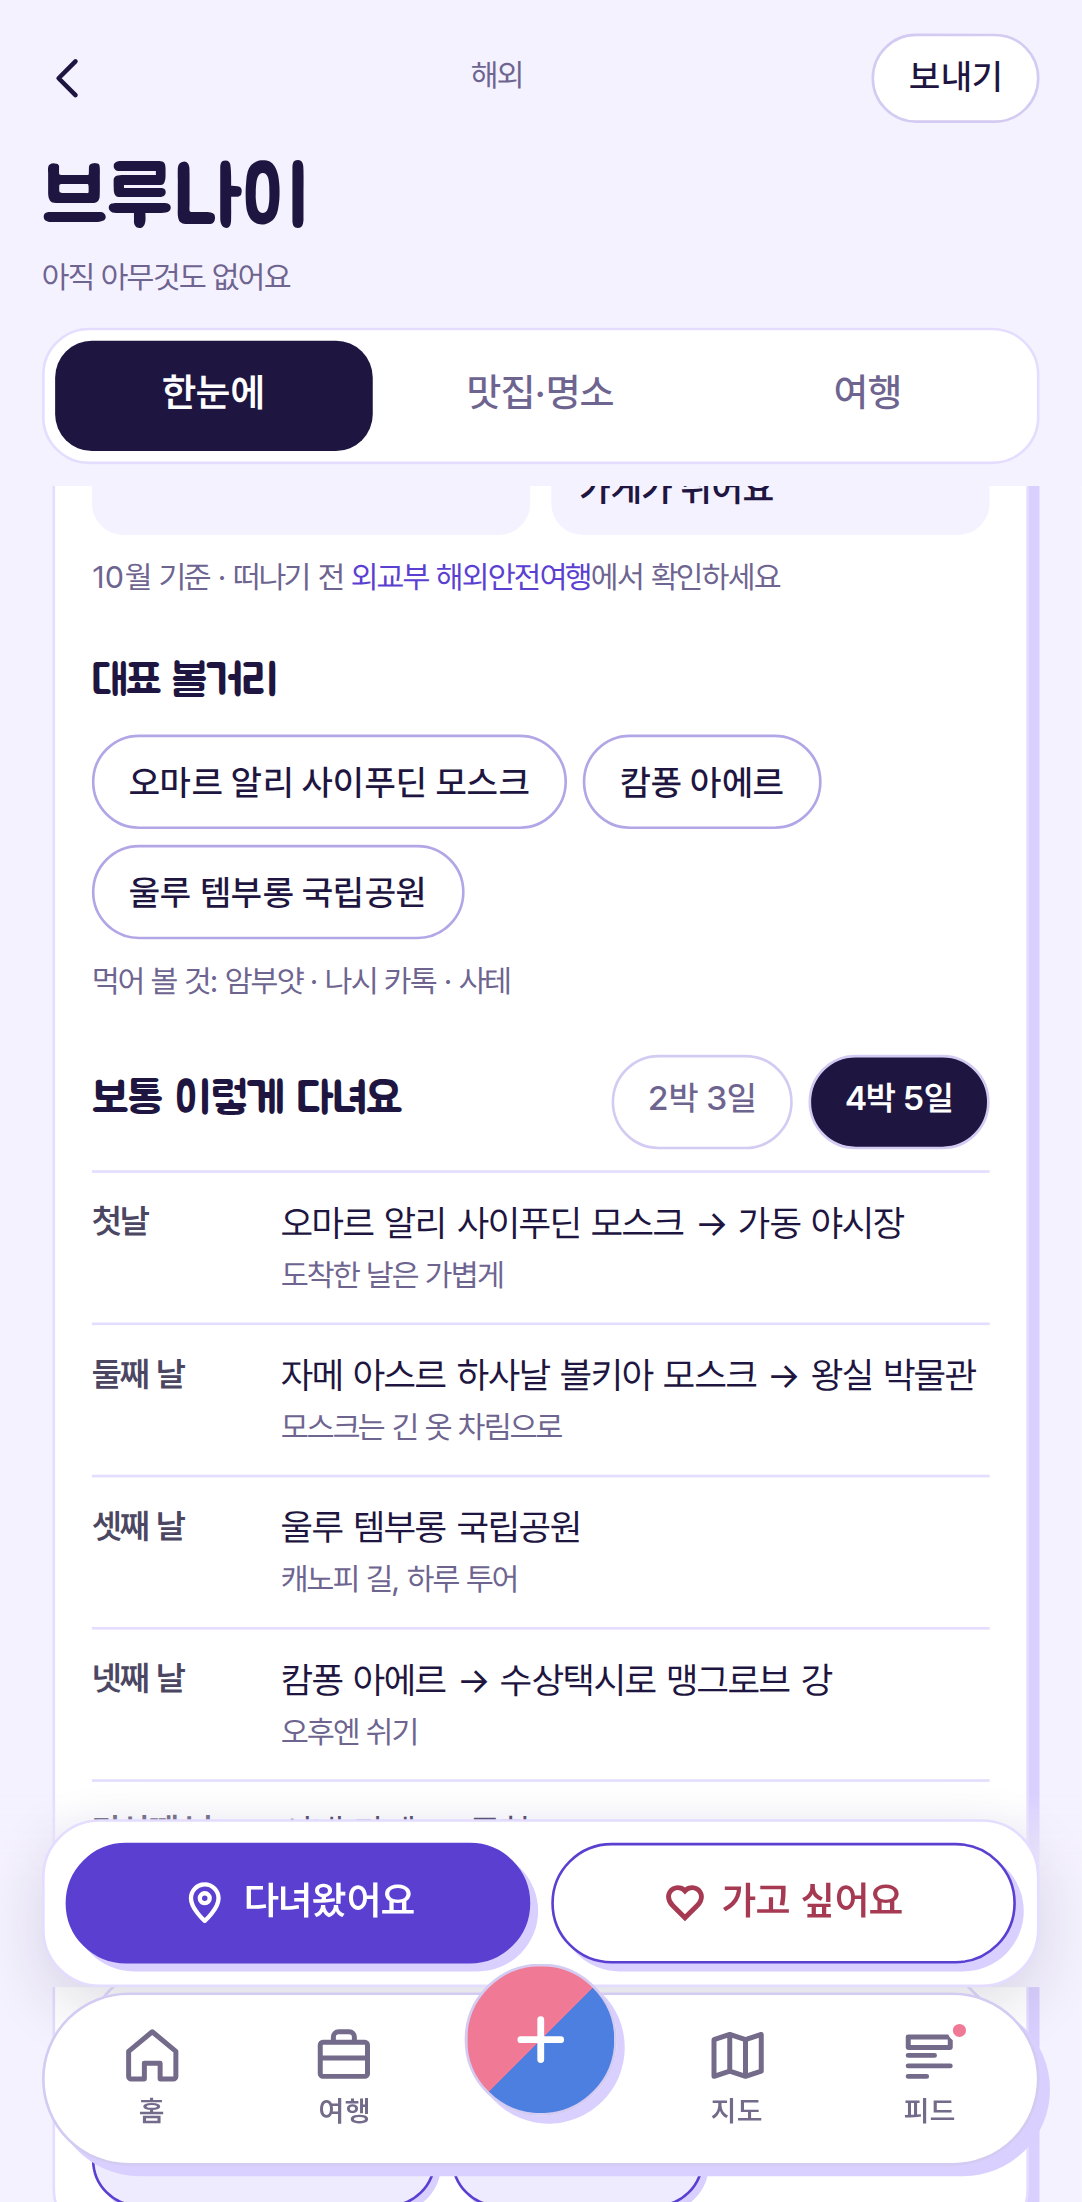 해외
보내기
브루나이
아직 아무것도 없어요
한눈에
맛집·명소
여행
가게가 쉬어요
10월 기준 · 떠나기 전 외교부 해외안전여행에서 확인하세요
대표 볼거리
오마르 알리 사이푸딘 모스크
캄퐁 아에르
울루 템부롱 국립공원
먹어 볼 것: 암부얏 · 나시 카톡 · 사테
보통 이렇게 다녀요
2박 3일
4박 5일
첫날
오마르 알리 사이푸딘 모스크 → 가동 야시장
도착한 날은 가볍게
둘째 날
자메 아스르 하사날 볼키아 모스크 → 왕실 박물관
모스크는 긴 옷 차림으로
셋째 날
울루 템부롱 국립공원
캐노피 길, 하루 투어
넷째 날
캄퐁 아에르 → 수상택시로 맹그로브 강
오후엔 쉬기
다녀왔어요
가고 싶어요
홈
여행
지도
피드